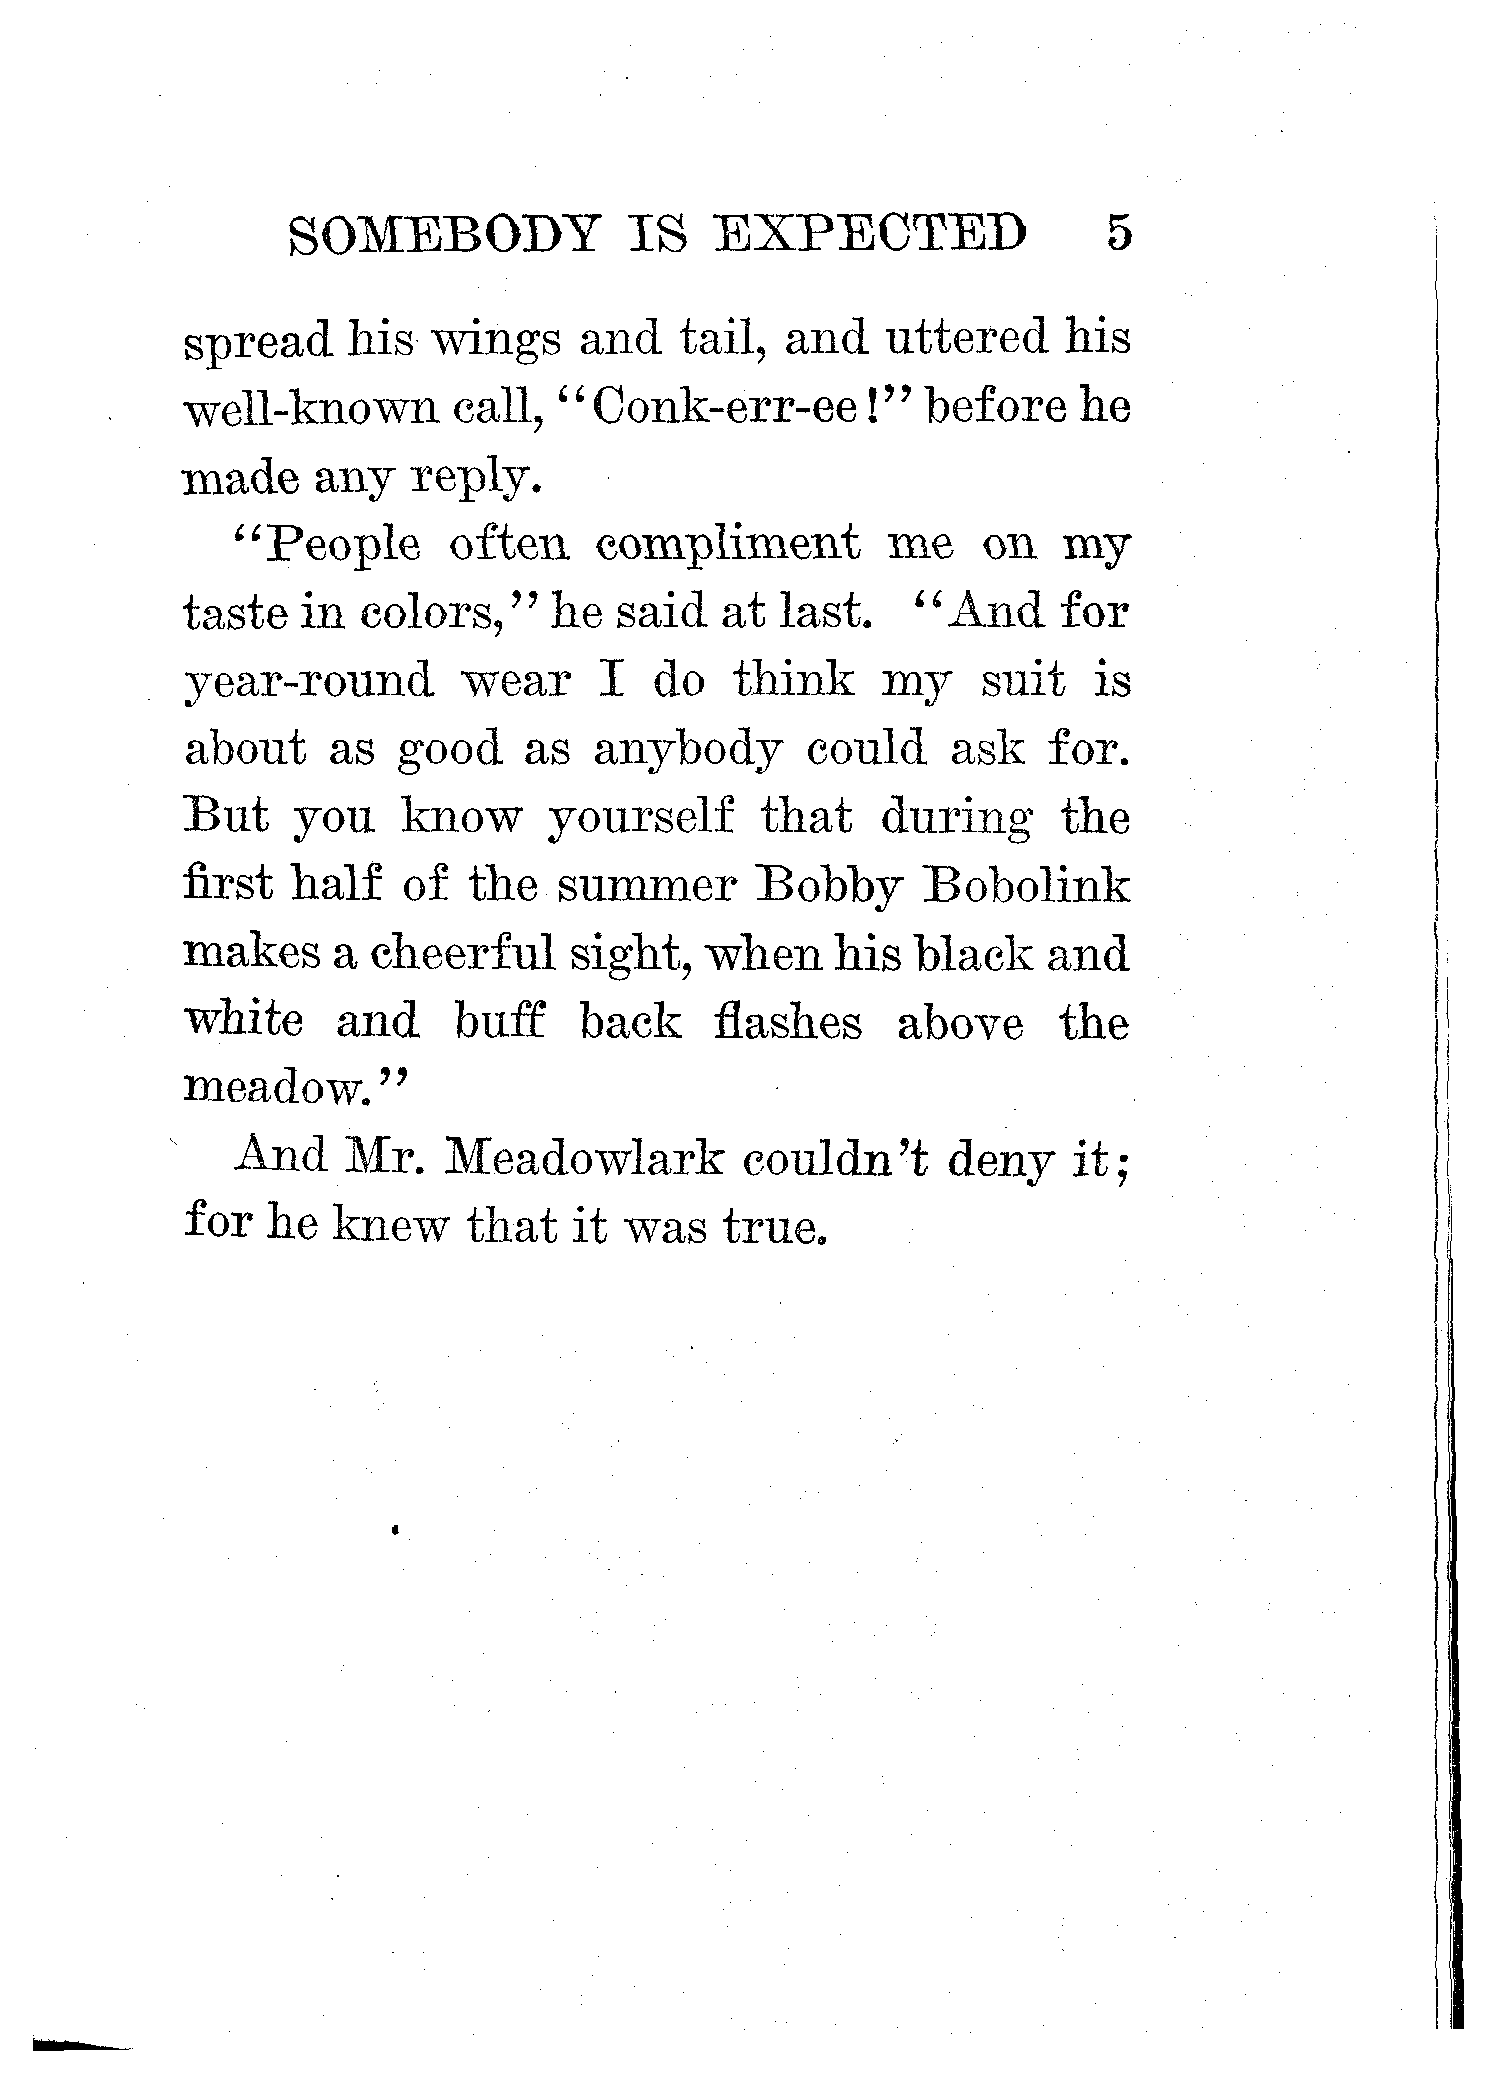 SOMEBODY IS EXPECTED 5
spread his wings and tail, and uttered his
well-known call, "Conk-err-ee!" before he
made any reply.
"People often compliment me on my
taste in colors," he said at last. "And for
year-round wear I do think my suit is
about as good as anybody could ask for.
But you know yourself that during the
first half of the summer Bobby Bobolink
makes a cheerful sight, when his black and
white and buff back flashes above the
meadow."
And Mr. Meadowlark couldn't deny it;
for he knew that it was true.